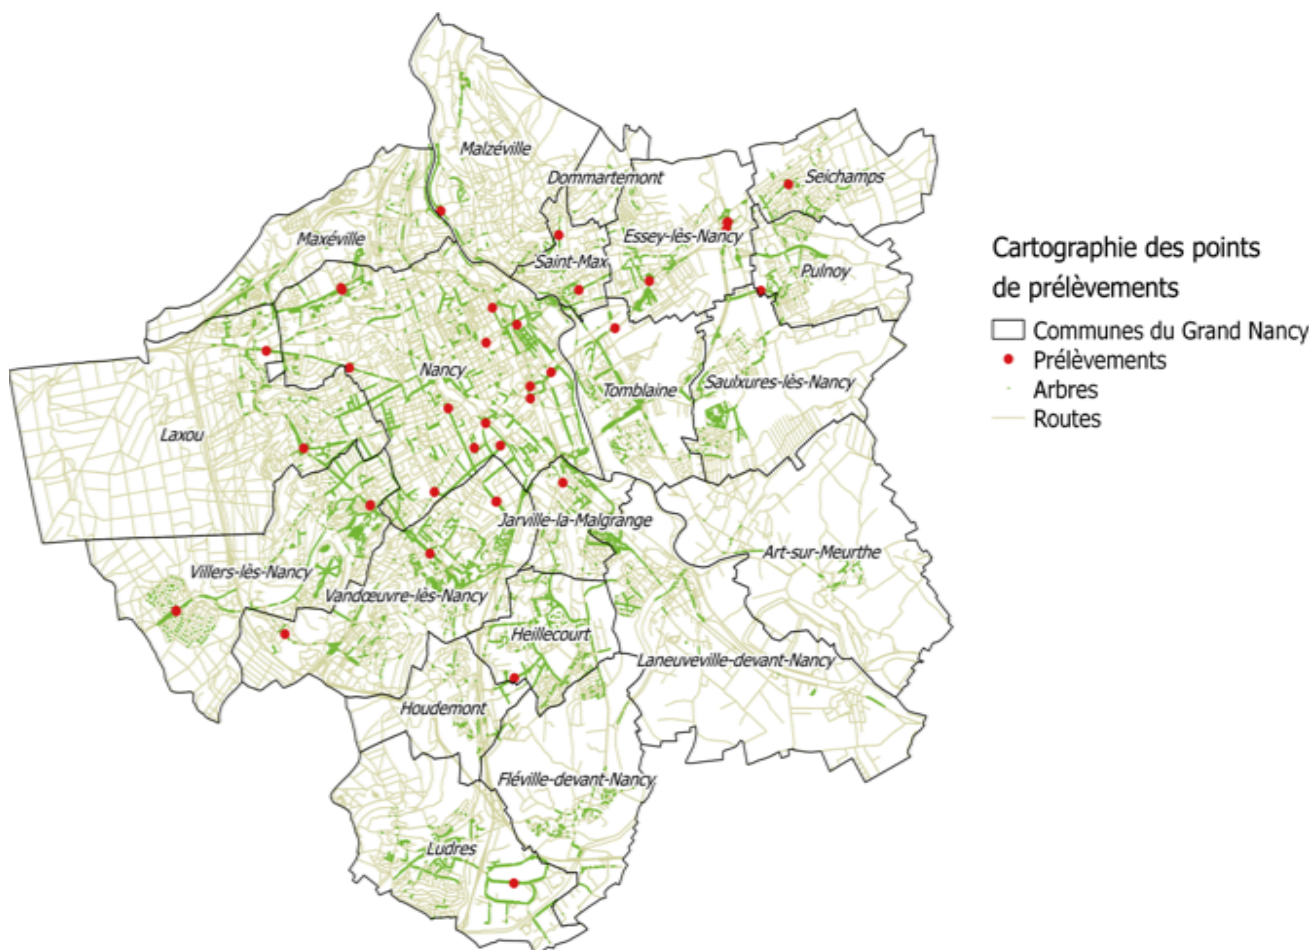 Malzéville
Dommartemont
Seichamps
Maxéville
Essey-lès-Nancy
Saint-Max
Pulnoy
Nancy
Tomblaine
Saulxures-lès-Nancy
Laxou
Jarville-la-Malgrange
Art-sur-Meurthe
Villers-lès-Nancy
Vandœuvre-lès-Nancy
Heillecourt
Laneuveville-devant-Nancy
Houdemont
Fléville-devant-Nancy
Ludres
Cartographie des points
de prélèvements
Communes du Grand Nancy
Prélèvements
Arbres
Routes